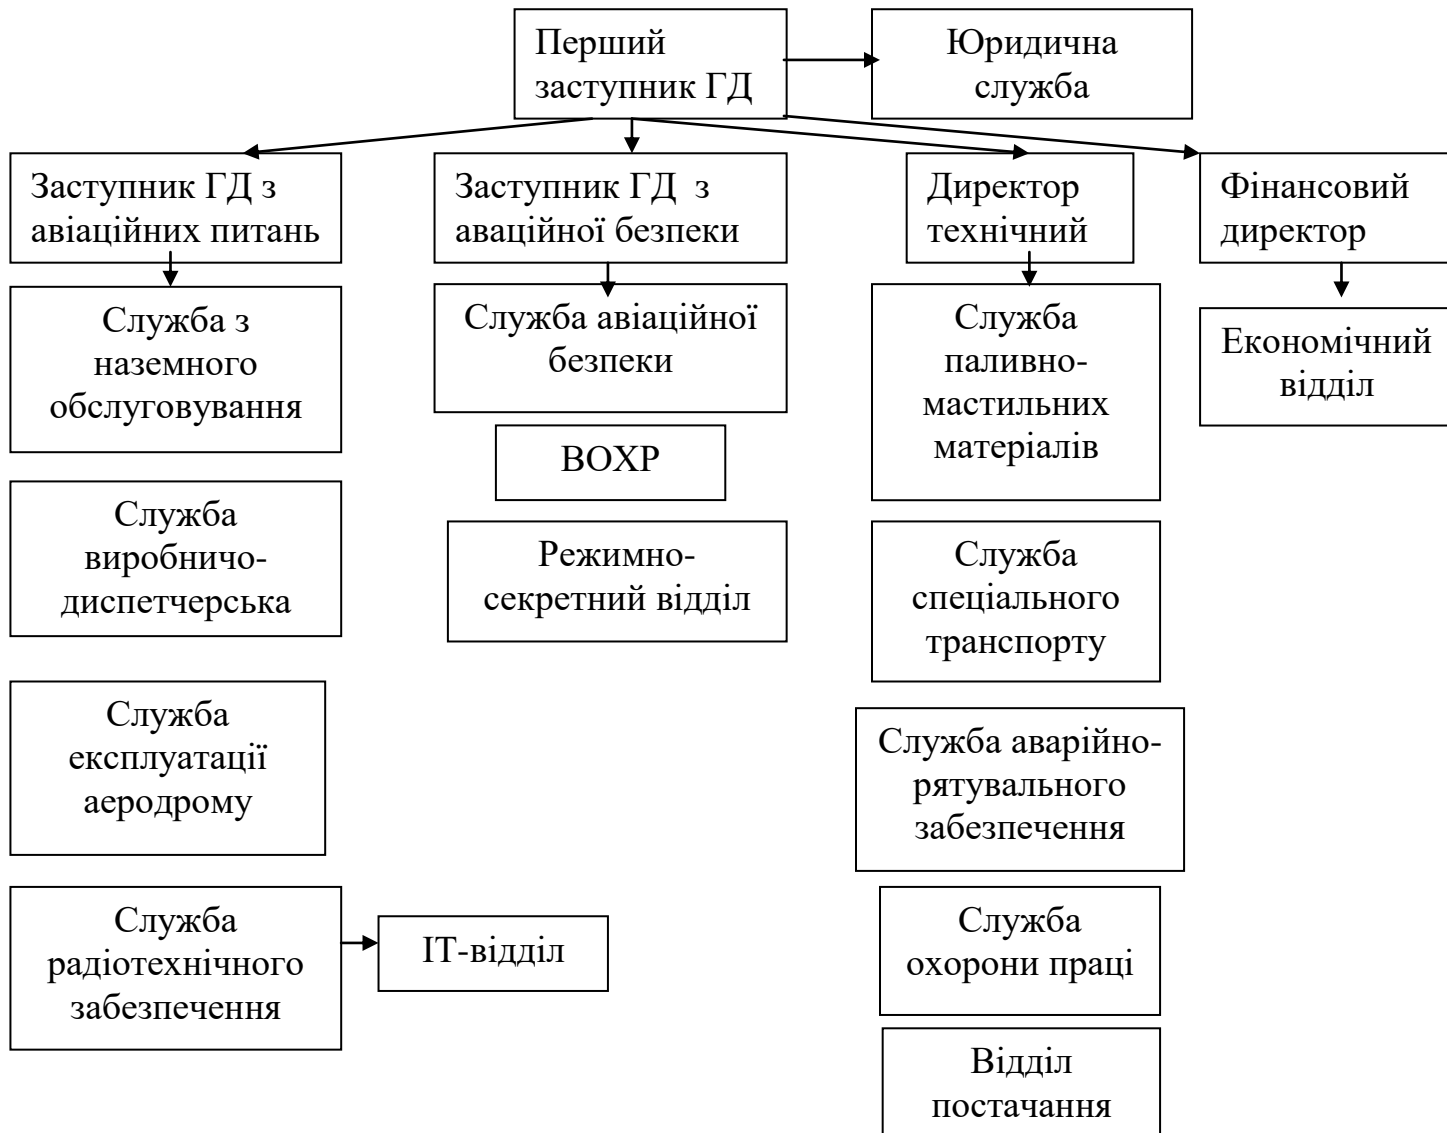 Перший
заступник ГД
Юридична
служба
Заступник ГД з
авіаційних питань
Заступник ГД з
аваційної безпеки
Директор
технічний
Фінансовий
директор
Служба з
наземного
обслуговування
Служба авіаційної
безпеки
Служба
паливно-
мастильних
матеріалів
Економічний
відділ
ВОХР
Служба
виробничо-
диспетчерська
Режимно-
секретний відділ
Служба
спеціального
транспорту
Служба
експлуатації
аеродрому
Служба аварійно-
рятувального
забезпечення
Служба
радіотехнічного
забезпечення
ІТ-відділ
Служба
охорони праці
Відділ
постачання